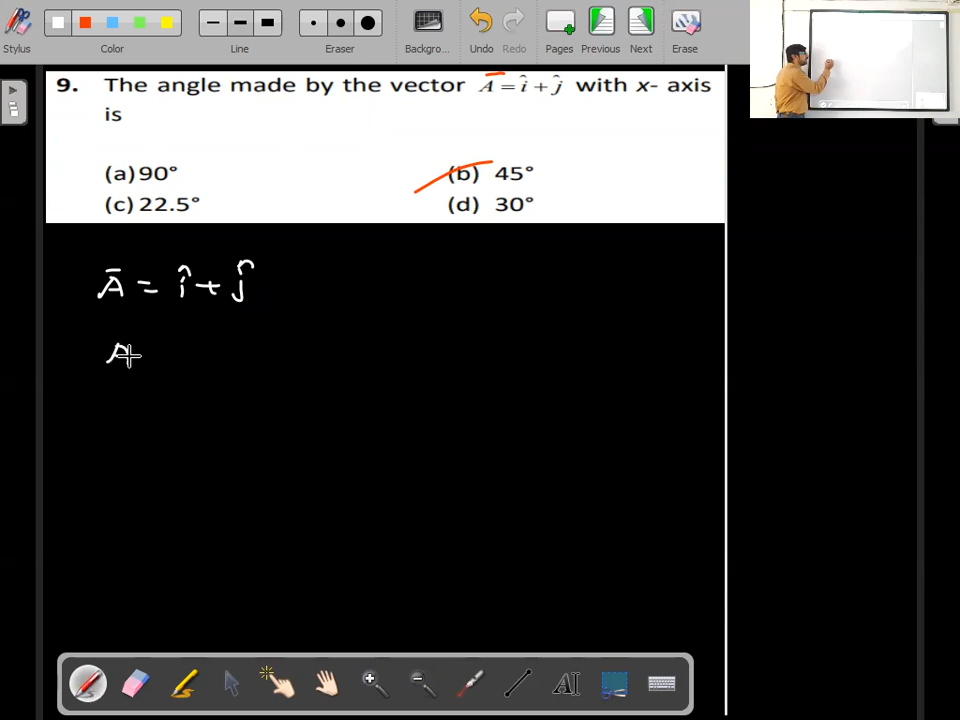 Stylus
Color
Line
Eraser
Backgro...
Undo
Redo
Pages
Previous
Next
Erase
9. The angle made by the vector A̅ = î + ĵ with x- axis
is
(a) 90° (b) 45°
(c) 22.5° (d) 30°
A̅ = î + ĵ
A
AI